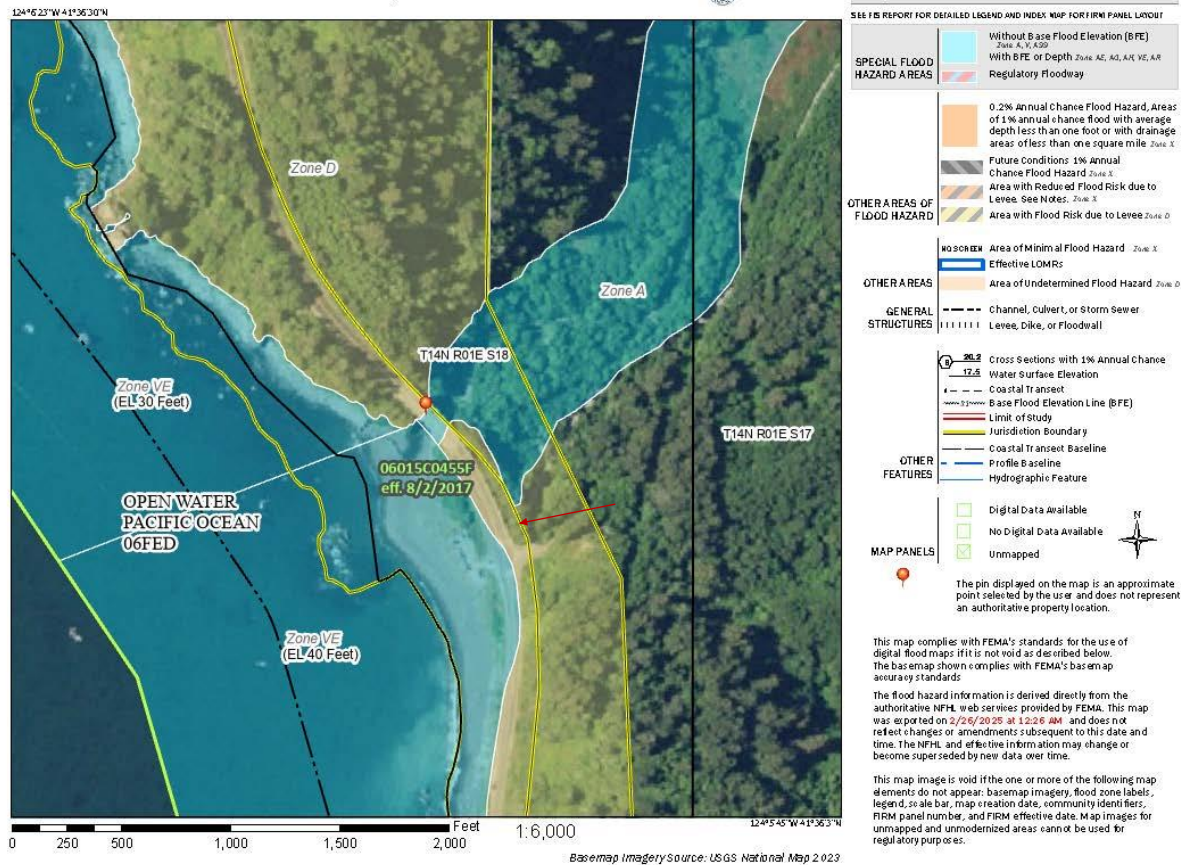 124°6'23"W 41°36'30"N
Zone D
Zone A
T14N R01E S18
T14N R01E S17
Zone VE
(EL 30 Feet)
06015C0455F
eff. 8/2/2017
OPEN WATER
PACIFIC OCEAN
06FED
Zone VE
(EL 40 Feet)
124°5'45"W 41°36'3"N
Feet
0 250 500 1,000 1,500 2,000
1:6,000
Basemap Imagery Source: USGS National Map 2023
SEE FIS REPORT FOR DETAILED LEGEND AND INDEX MAP FOR FIRM PANEL LAYOUT
SPECIAL FLOOD
HAZARD AREAS
Without Base Flood Elevation (BFE)
Zone A, V, A99
With BFE or Depth Zone AE, AO, AH, VE, AR
Regulatory Floodway
OTHER AREAS OF
FLOOD HAZARD
0.2% Annual Chance Flood Hazard, Areas
of 1% annual chance flood with average
depth less than one foot or with drainage
areas of less than one square mile Zone X
Future Conditions 1% Annual
Chance Flood Hazard Zone X
Area with Reduced Flood Risk due to
Levee. See Notes. Zone X
Area with Flood Risk due to Levee Zone D
OTHER AREAS
NO SCREEN Area of Minimal Flood Hazard Zone X
Effective LOMRs
Area of Undetermined Flood Hazard Zone D
GENERAL
STRUCTURES
Channel, Culvert, or Storm Sewer
Levee, Dike, or Floodwall
OTHER
FEATURES
B 20.2 Cross Sections with 1% Annual Chance
17.5 Water Surface Elevation
Coastal Transect
Base Flood Elevation Line (BFE)
Limit of Study
Jurisdiction Boundary
Coastal Transect Baseline
Profile Baseline
Hydrographic Feature
MAP PANELS
Digital Data Available
No Digital Data Available
Unmapped
N
The pin displayed on the map is an approximate
point selected by the user and does not represent
an authoritative property location.
This map complies with FEMA's standards for the use of
digital flood maps if it is not void as described below.
The basemap shown complies with FEMA's basemap
accuracy standards
The flood hazard information is derived directly from the
authoritative NFHL web services provided by FEMA. This map
was exported on 2/26/2025 at 12:26 AM and does not
reflect changes or amendments subsequent to this date and
time. The NFHL and effective information may change or
become superseded by new data over time.
This map image is void if the one or more of the following map
elements do not appear: basemap imagery, flood zone labels,
legend, scale bar, map creation date, community identifiers,
FIRM panel number, and FIRM effective date. Map images for
unmapped and unmodernized areas cannot be used for
regulatory purposes.